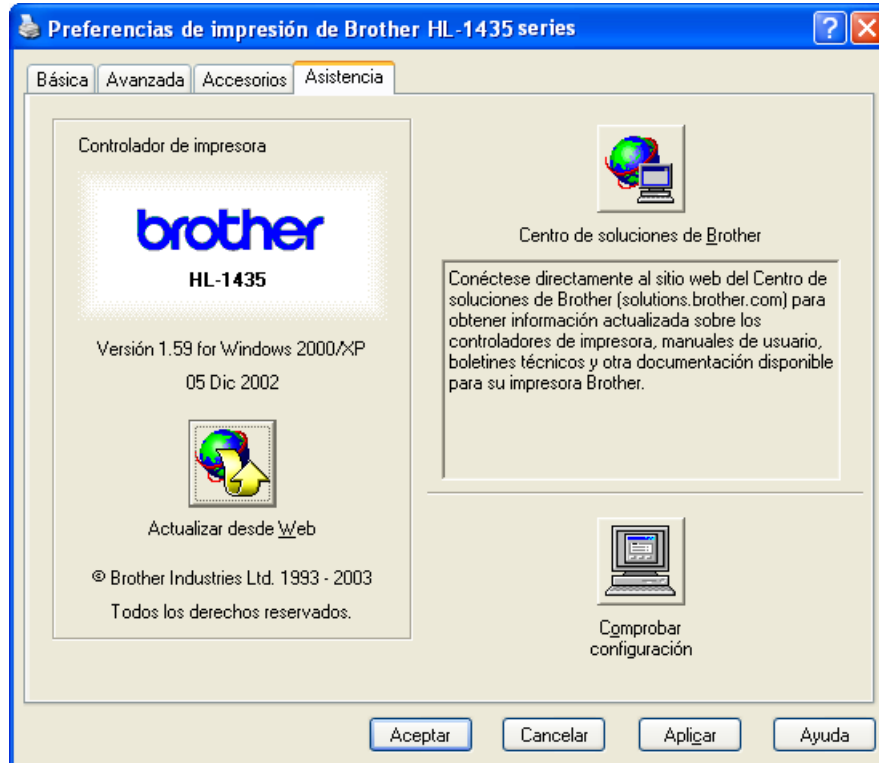 Preferencias de impresión de Brother HL-1435 series
Básica Avanzada Accesorios Asistencia
Controlador de impresora
brother
HL-1435
Versión 1.59 for Windows 2000/XP
05 Dic 2002
Actualizar desde Web
© Brother Industries Ltd. 1993 - 2003
Todos los derechos reservados.
Centro de soluciones de Brother
Conéctese directamente al sitio web del Centro de
soluciones de Brother (solutions.brother.com) para
obtener información actualizada sobre los
controladores de impresora, manuales de usuario,
boletines técnicos y otra documentación disponible
para su impresora Brother.
Comprobar
configuración
Aceptar Cancelar Aplicar Ayuda